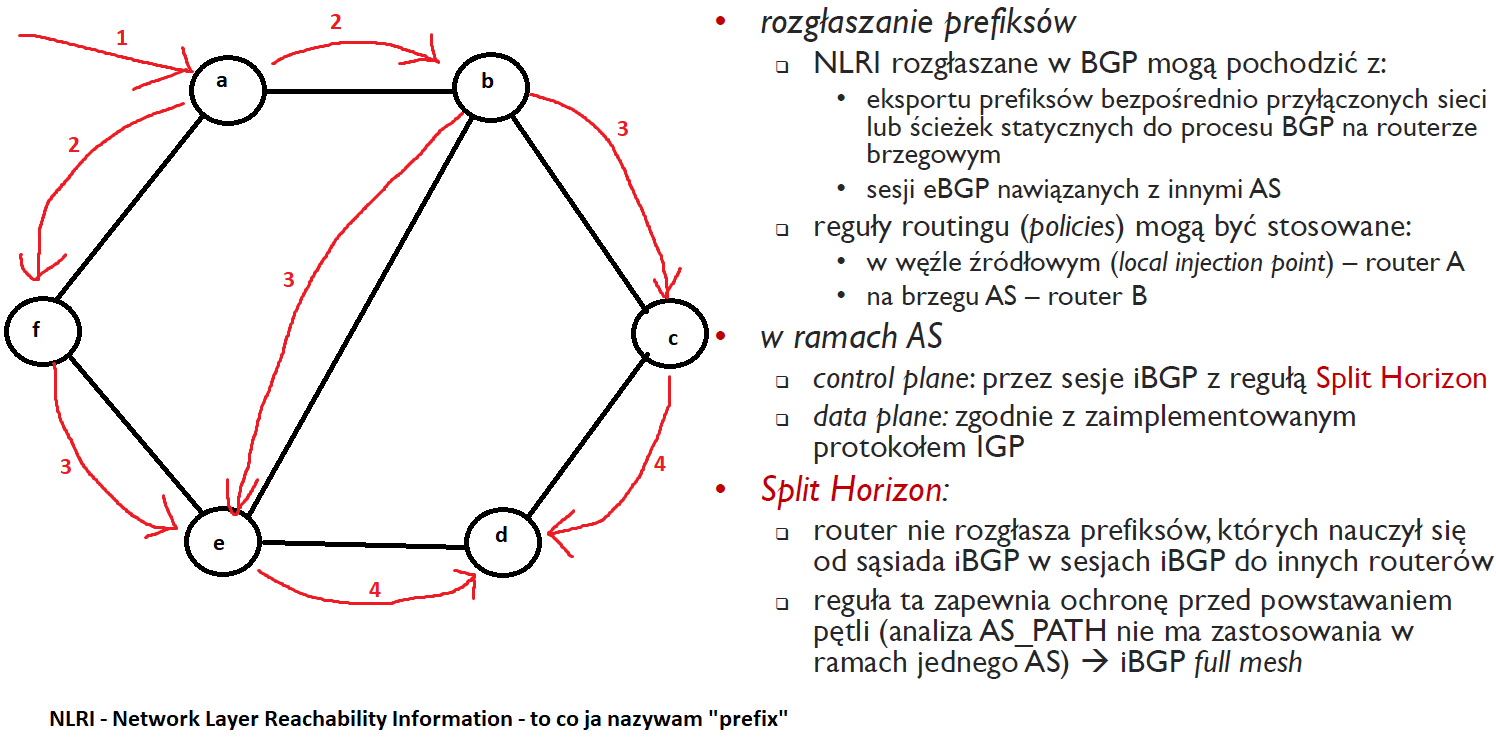 1
2
a
b
2
3
3
f
c
3
4
e
d
4
NLRI - Network Layer Reachability Information - to co ja nazywam "prefix"
• rozgłaszanie prefiksów
❑ NLRI rozgłaszane w BGP mogą pochodzić z:
• eksportu prefiksów bezpośrednio przyłączonych sieci
lub ścieżek statycznych do procesu BGP na routerze
brzegowym
• sesji eBGP nawiązanych z innymi AS
❑ reguły routingu (policies) mogą być stosowane:
• w węźle źródłowym (local injection point) – router A
• na brzegu AS – router B
• w ramach AS
❑ control plane: przez sesje iBGP z regułą Split Horizon
❑ data plane: zgodnie z zaimplementowanym
protokołem IGP
• Split Horizon:
❑ router nie rozgłasza prefiksów, których nauczył się
od sąsiada iBGP w sesjach iBGP do innych routerów
❑ reguła ta zapewnia ochronę przed powstawaniem
pętli (analiza AS_PATH nie ma zastosowania w
ramach jednego AS) → iBGP full mesh